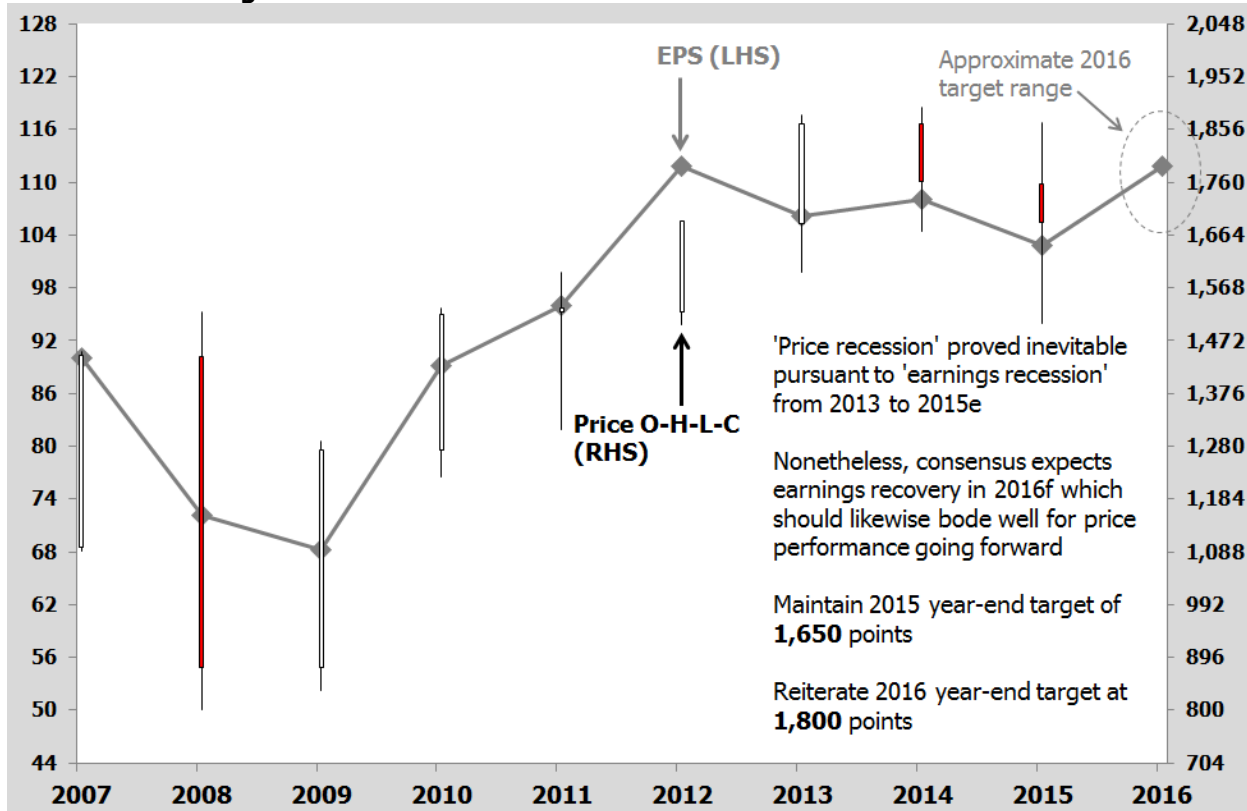 128
122
116
110
104
98
92
86
80
74
68
62
56
50
44
2,048
1,952
1,856
1,760
1,664
1,568
1,472
1,376
1,280
1,184
1,088
992
896
800
704
EPS (LHS)
Approximate 2016
target range
Price O-H-L-C
(RHS)
'Price recession' proved inevitable
pursuant to 'earnings recession'
from 2013 to 2015e
Nonetheless, consensus expects
earnings recovery in 2016f which
should likewise bode well for price
performance going forward
Maintain 2015 year-end target of
1,650 points
Reiterate 2016 year-end target at
1,800 points
2007 2008 2009 2010 2011 2012 2013 2014 2015 2016